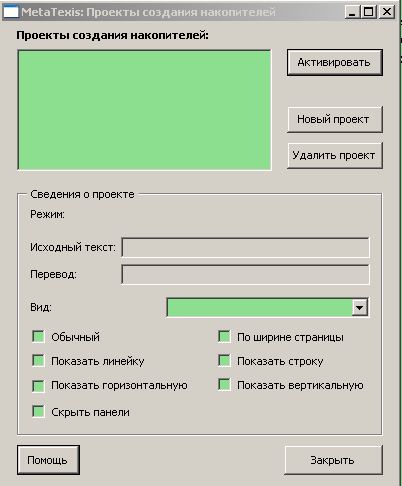 MetaTexis: Проекты создания накопителей
Проекты создания накопителей:
Активировать
Новый проект
Удалить проект
Сведения о проекте
Режим:
Исходный текст:
Перевод:
Вид:
Обычный
По ширине страницы
Показать линейку
Показать строку
Показать горизонтальную
Показать вертикальную
Скрыть панели
Помощь
Закрыть